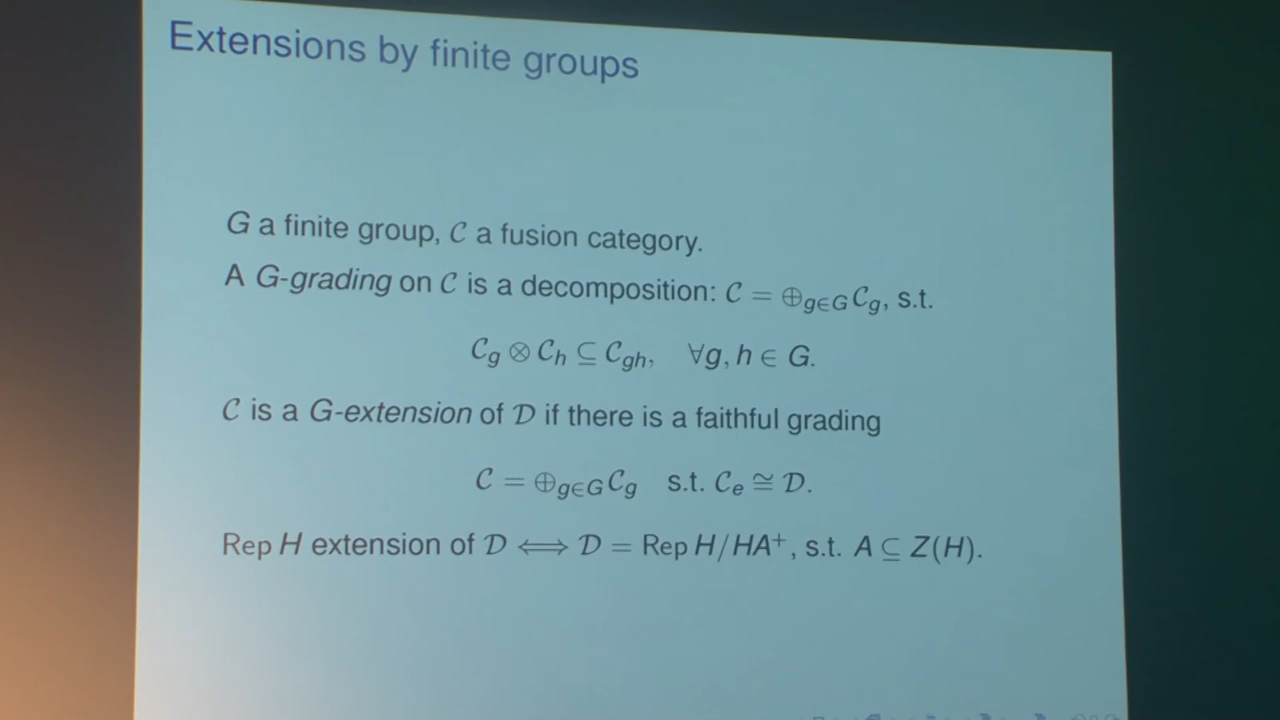 Extensions by finite groups
G a finite group, 𝒞 a fusion category.
A G-grading on 𝒞 is a decomposition: 𝒞 = ⊕_{g∈G} 𝒞_g, s.t.
𝒞_g ⊗ 𝒞_h ⊆ 𝒞_{gh}, ∀g, h ∈ G.
𝒞 is a G-extension of 𝒟 if there is a faithful grading
𝒞 = ⊕_{g∈G} 𝒞_g s.t. 𝒞_e ≅ 𝒟.
Rep H extension of 𝒟 ⟺ 𝒟 = Rep H/HA⁺, s.t. A ⊆ Z(H).